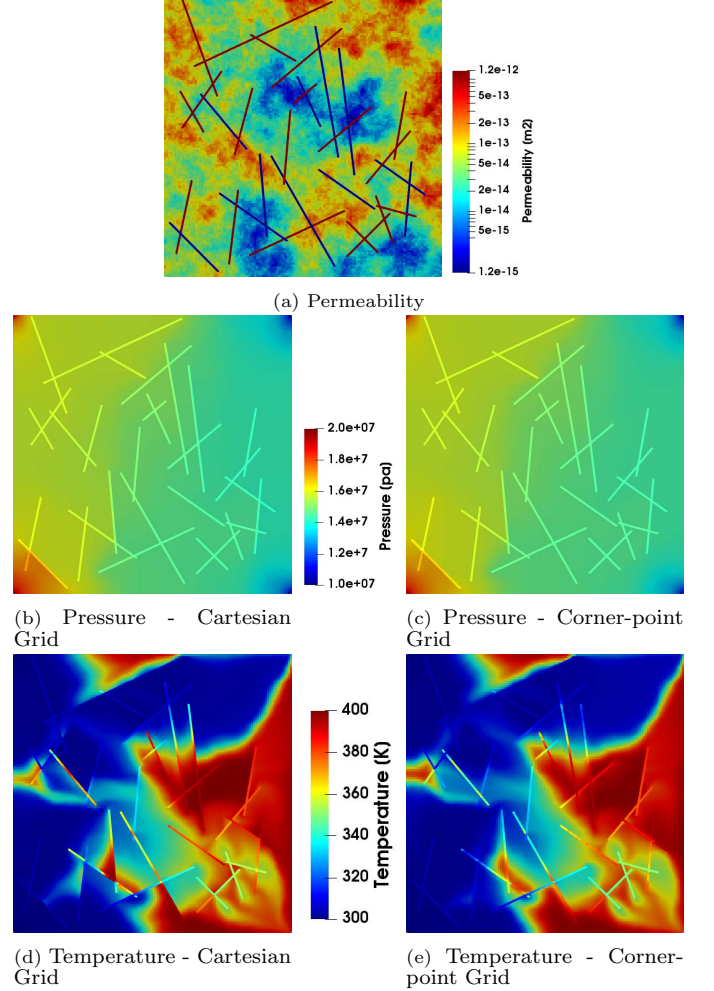 1.2e-12
5e-13
2e-13
1e-13
5e-14
2e-14
1e-14
5e-15
1.2e-15
Permeability (m2)
(a) Permeability
2.0e+07
1.8e+7
1.6e+7
1.4e+7
1.2e+7
1.0e+07
Pressure (pa)
(b) Pressure - Cartesian
Grid
(c) Pressure - Corner-point
Grid
400
380
360
340
320
300
Temperature (K)
(d) Temperature - Cartesian
Grid
(e) Temperature - Corner-
point Grid